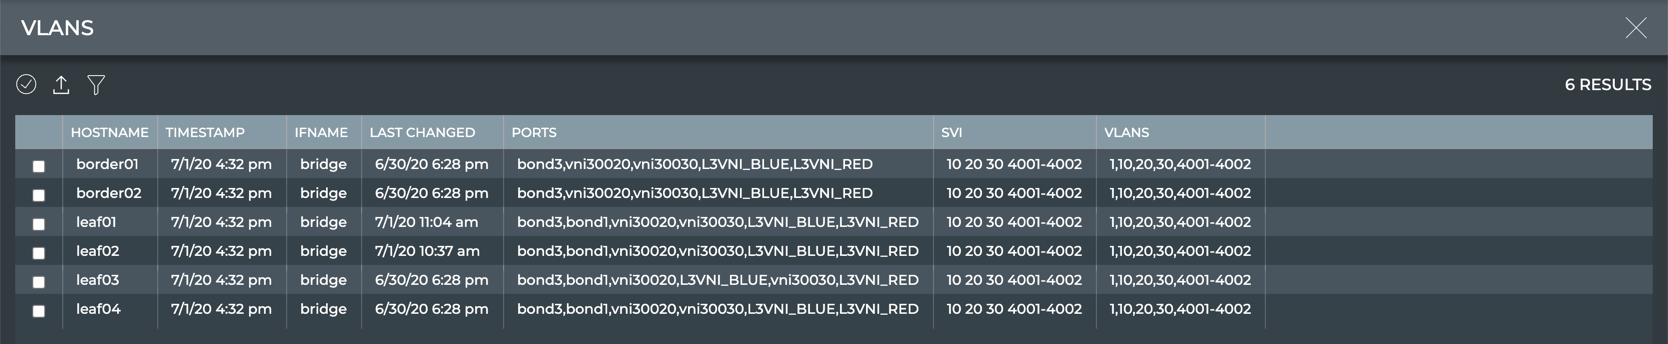 VLANS
6 RESULTS
HOSTNAME TIMESTAMP IFNAME LAST CHANGED PORTS SVI VLANS
border01 7/1/20 4:32 pm bridge 6/30/20 6:28 pm bond3,vni30020,vni30030,L3VNI_BLUE,L3VNI_RED 10 20 30 4001-4002 1,10,20,30,4001-4002
border02 7/1/20 4:32 pm bridge 6/30/20 6:28 pm bond3,vni30020,vni30030,L3VNI_BLUE,L3VNI_RED 10 20 30 4001-4002 1,10,20,30,4001-4002
leaf01 7/1/20 4:32 pm bridge 7/1/20 11:04 am bond3,bond1,vni30020,vni30030,L3VNI_BLUE,L3VNI_RED 10 20 30 4001-4002 1,10,20,30,4001-4002
leaf02 7/1/20 4:32 pm bridge 7/1/20 10:37 am bond3,bond1,vni30020,vni30030,L3VNI_BLUE,L3VNI_RED 10 20 30 4001-4002 1,10,20,30,4001-4002
leaf03 7/1/20 4:32 pm bridge 6/30/20 6:28 pm bond3,bond1,vni30020,L3VNI_BLUE,vni30030,L3VNI_RED 10 20 30 4001-4002 1,10,20,30,4001-4002
leaf04 7/1/20 4:32 pm bridge 6/30/20 6:28 pm bond3,bond1,vni30020,vni30030,L3VNI_BLUE,L3VNI_RED 10 20 30 4001-4002 1,10,20,30,4001-4002